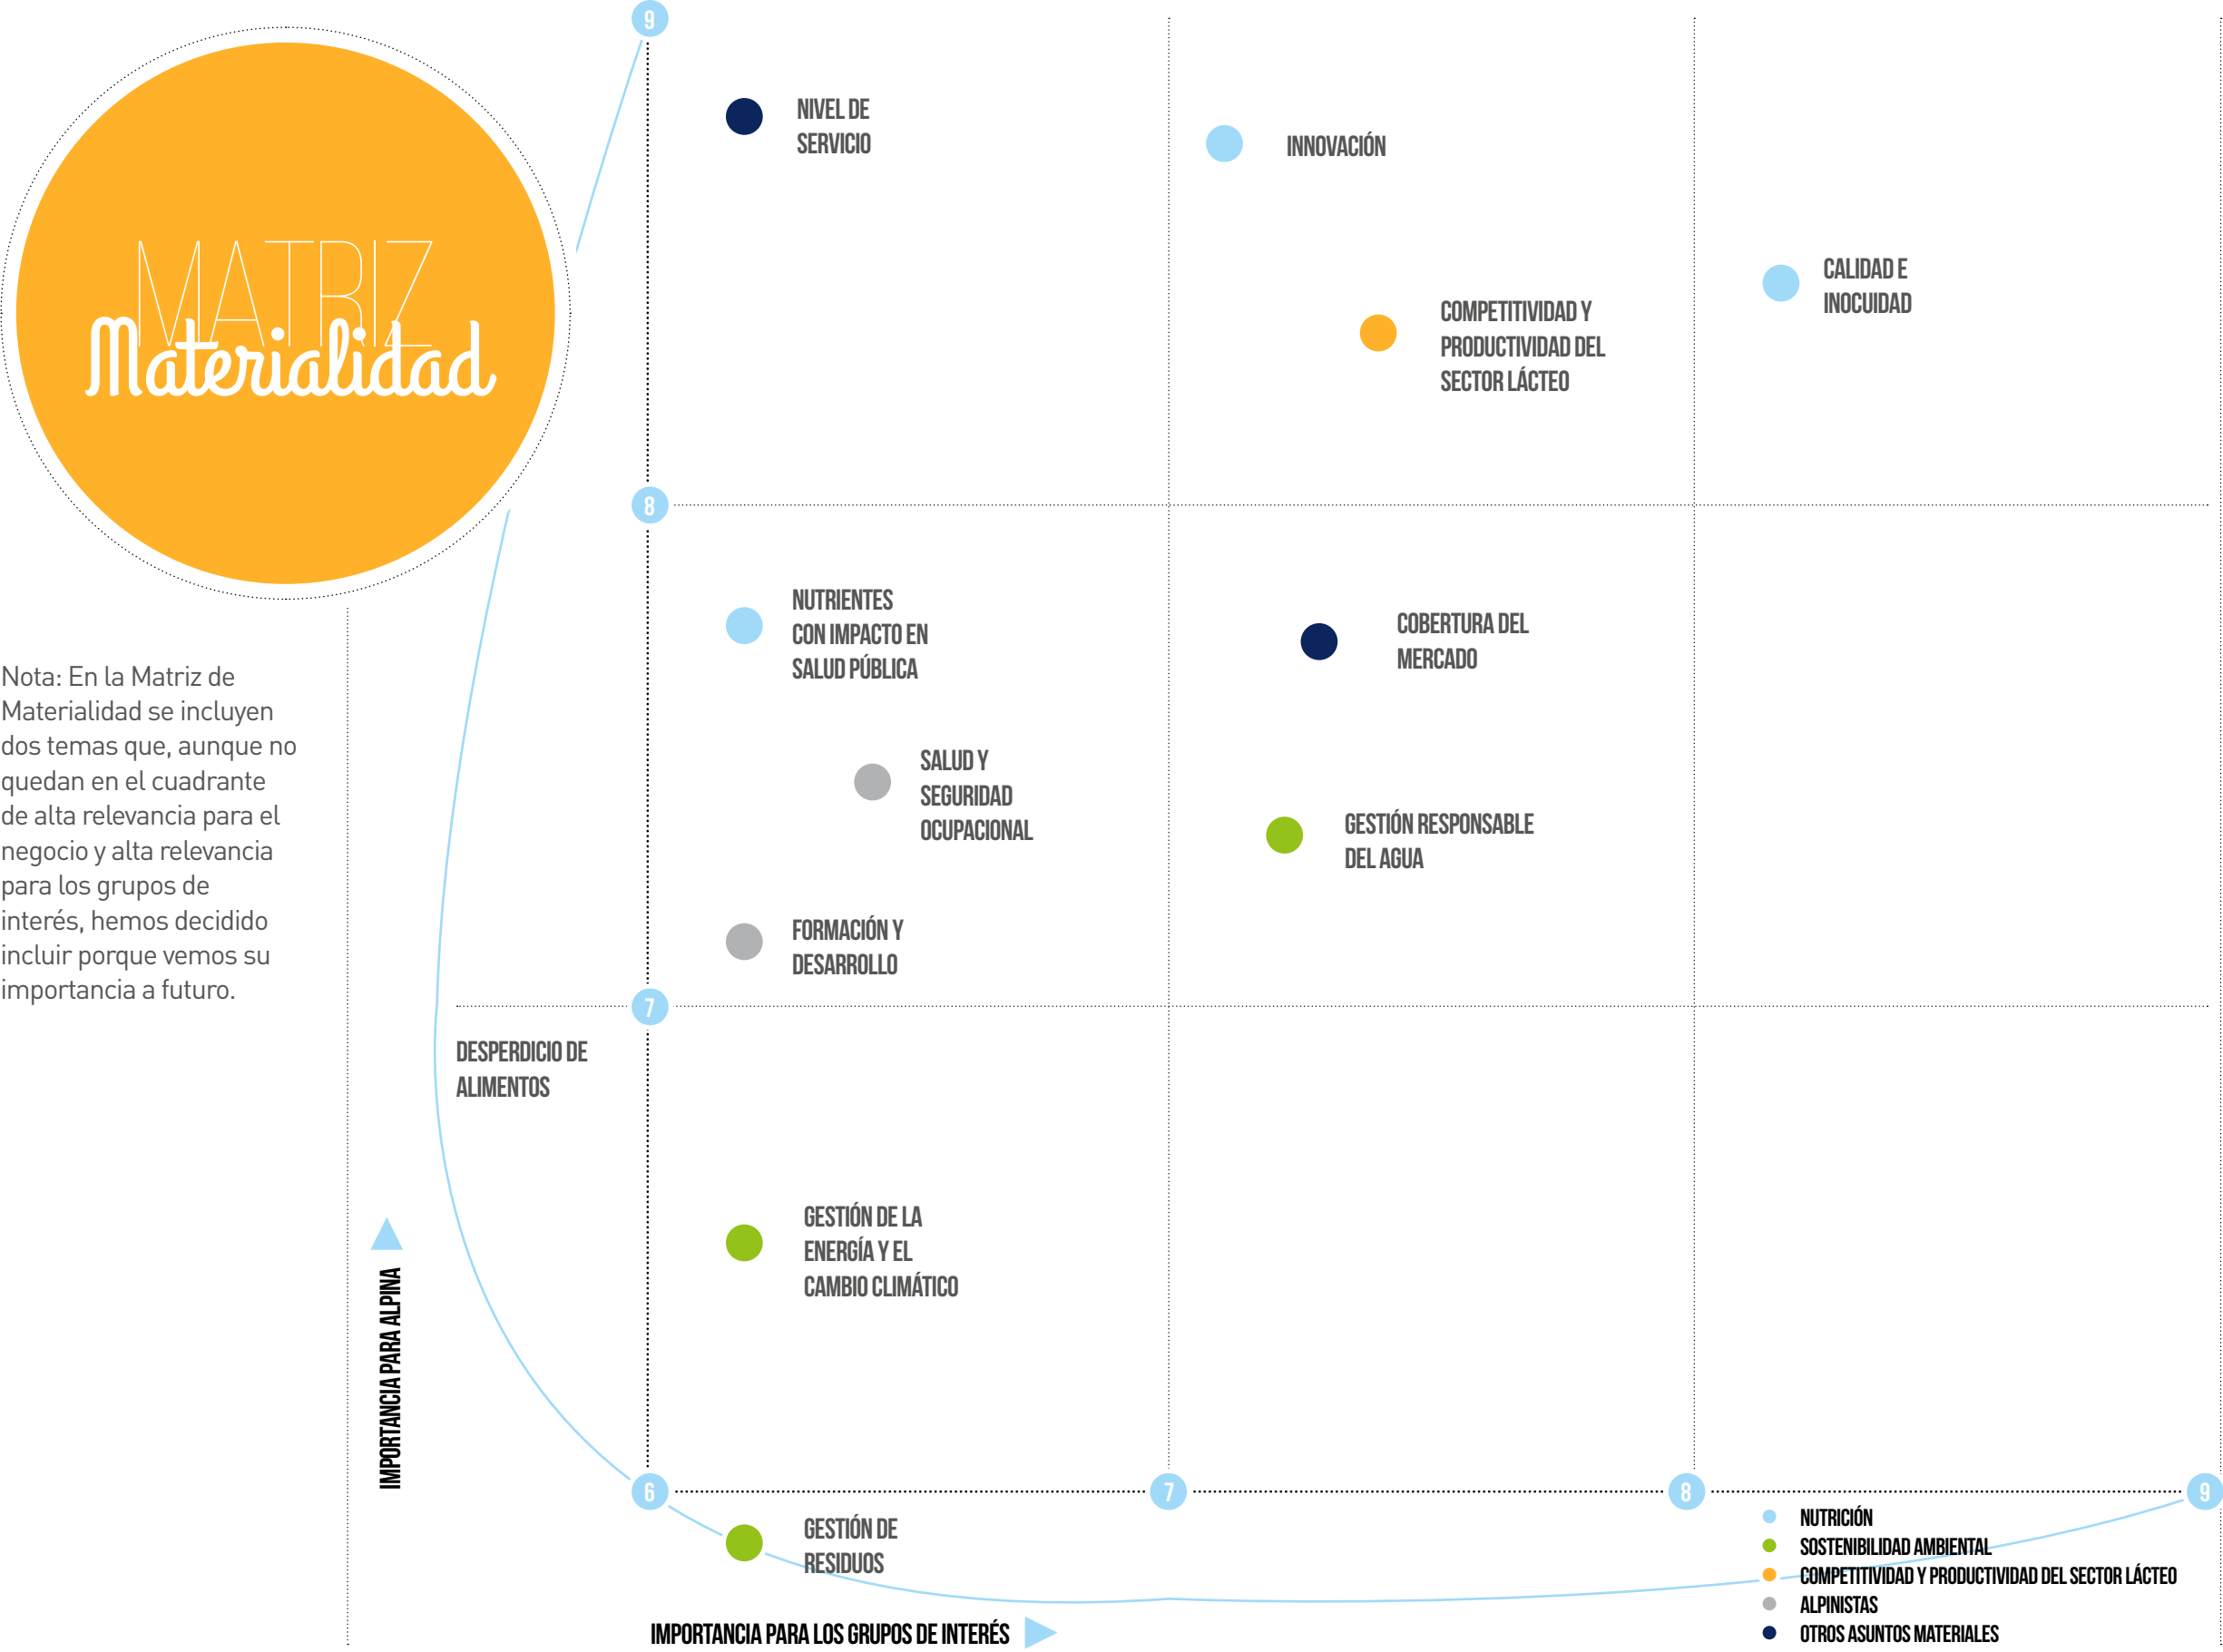 MATRIZ
Materialidad
Nota: En la Matriz de
Materialidad se incluyen
dos temas que, aunque no
quedan en el cuadrante
de alta relevancia para el
negocio y alta relevancia
para los grupos de
interés, hemos decidido
incluir porque vemos su
importancia a futuro.
IMPORTANCIA PARA ALPINA
9
NIVEL DE
SERVICIO
INNOVACIÓN
COMPETITIVIDAD Y
PRODUCTIVIDAD DEL
SECTOR LÁCTEO
CALIDAD E
INOCUIDAD
8
NUTRIENTES
CON IMPACTO EN
SALUD PÚBLICA
COBERTURA DEL
MERCADO
SALUD Y
SEGURIDAD
OCUPACIONAL
GESTIÓN RESPONSABLE
DEL AGUA
FORMACIÓN Y
DESARROLLO
7
DESPERDICIO DE
ALIMENTOS
GESTIÓN DE LA
ENERGÍA Y EL
CAMBIO CLIMÁTICO
6
7
8
9
GESTIÓN DE
RESIDUOS
IMPORTANCIA PARA LOS GRUPOS DE INTERÉS
NUTRICIÓN
SOSTENIBILIDAD AMBIENTAL
COMPETITIVIDAD Y PRODUCTIVIDAD DEL SECTOR LÁCTEO
ALPINISTAS
OTROS ASUNTOS MATERIALES